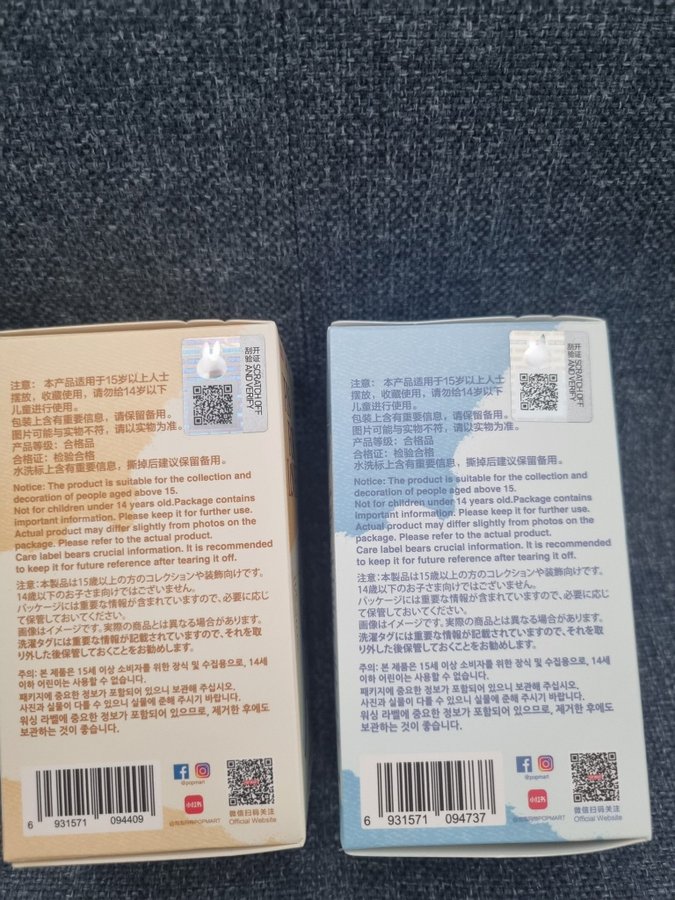 注意： 本产品适用于15岁以上人士
摆放，收藏使用，请勿给14岁以下
儿童进行使用。
包装上含有重要信息，请保留备用。
图片可能与实物不符，请以实物为准。
产品等级：合格品
合格证：检验合格
水洗标上含有重要信息，撕掉后建议保留备用。
刮开
验证
SCRATCH OFF
AND VERIFY
Notice: The product is suitable for the collection and
decoration of people aged above 15.
Not for children under 14 years old.Package contains
important information. Please keep it for further use.
Actual product may differ slightly from photos on the
package. Please refer to the actual product.
Care label bears crucial information. It is recommended
to keep it for future reference after tearing it off.
注意：本製品は15歳以上の方のコレクションや装飾向けです。
14歳以下のお子さま向けではございません。
パッケージには重要な情報が含まれていますので、必要に応じ
て保管しておいてください。
画像はイメージです。実際の商品とは異なる場合があります。
洗濯タグには重要な情報が記載されていますので、それを取
り外した後保管しておくことをお勧めします。
주의: 본 제품은 15세 이상 소비자를 위한 장식 및 수집용으로, 14세
이하 어린이는 사용할 수 없습니다.
패키지에 중요한 정보가 포함되어 있으니 보관해 주십시오.
사진과 실물이 다를 수 있으니 실물에 준해 주시기 바랍니다.
워싱 라벨에 중요한 정보가 포함되어 있으므로, 제거한 후에도
보관하는 것이 좋습니다.
@popmart
小红书
@泡泡玛特POPMART
微信扫码关注
Official Website
6 931571 094409
注意： 本产品适用于15岁以上人士
摆放，收藏使用，请勿给14岁以下
儿童进行使用。
包装上含有重要信息，请保留备用。
图片可能与实物不符，请以实物为准。
产品等级：合格品
合格证：检验合格
水洗标上含有重要信息，撕掉后建议保留备用。
刮开
验证
SCRATCH OFF
AND VERIFY
Notice: The product is suitable for the collection and
decoration of people aged above 15.
Not for children under 14 years old.Package contains
important information. Please keep it for further use.
Actual product may differ slightly from photos on the
package. Please refer to the actual product.
Care label bears crucial information. It is recommended
to keep it for future reference after tearing it off.
注意：本製品は15歳以上の方のコレクションや装飾向けです。
14歳以下のお子さま向けではございません。
パッケージには重要な情報が含まれていますので、必要に応じ
て保管しておいてください。
画像はイメージです。実際の商品とは異なる場合があります。
洗濯タグには重要な情報が記載されていますので、それを取
り外した後保管しておくことをお勧めします。
주의: 본 제품은 15세 이상 소비자를 위한 장식 및 수집용으로, 14세
이하 어린이는 사용할 수 없습니다.
패키지에 중요한 정보가 포함되어 있으니 보관해 주십시오.
사진과 실물이 다를 수 있으니 실물에 준해 주시기 바랍니다.
워싱 라벨에 중요한 정보가 포함되어 있으므로, 제거한 후에도
보관하는 것이 좋습니다.
@popmart
小红书
@泡泡玛特POPMART
微信扫码关注
Official Website
6 931571 094737